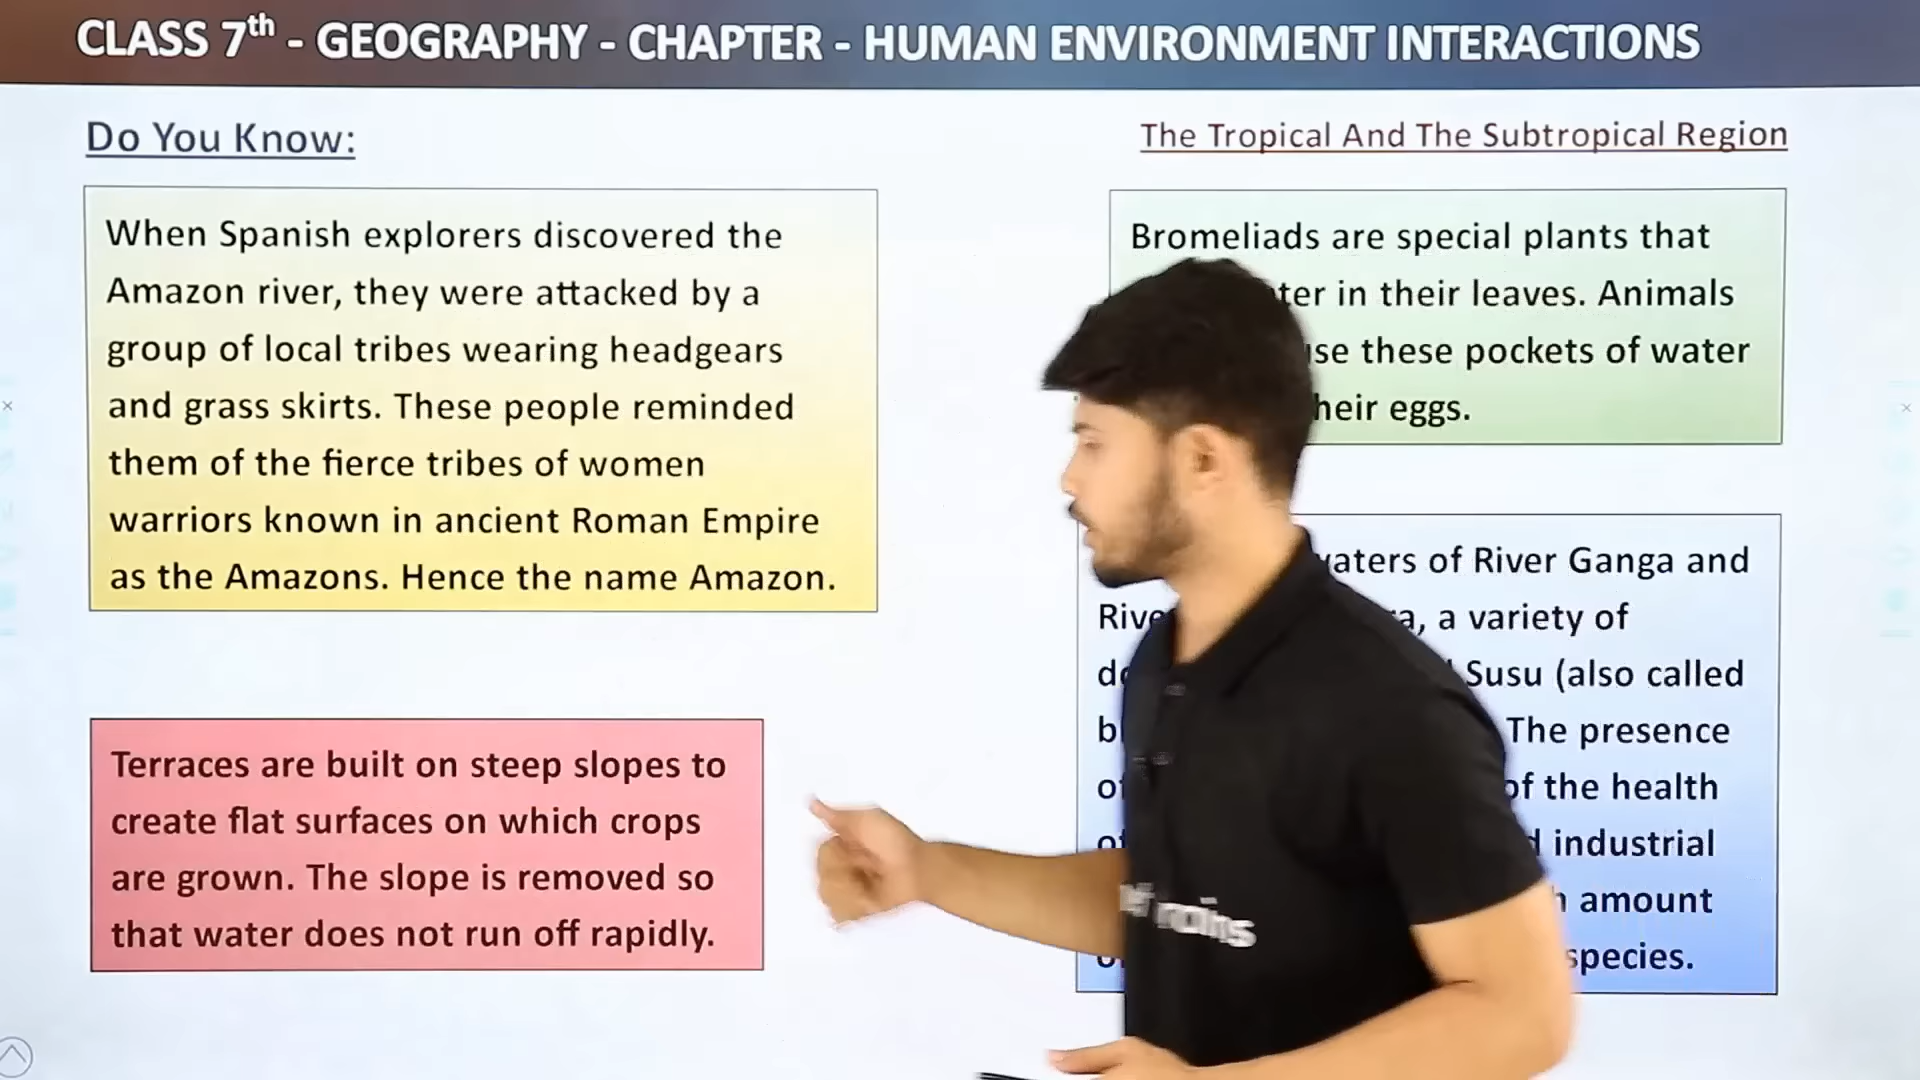 CLASS 7th - GEOGRAPHY - CHAPTER - HUMAN ENVIRONMENT INTERACTIONS
Do You Know:
When Spanish explorers discovered the
Amazon river, they were attacked by a
group of local tribes wearing headgears
and grass skirts. These people reminded
them of the fierce tribes of women
warriors known in ancient Roman Empire
as the Amazons. Hence the name Amazon.
Terraces are built on steep slopes to
create flat surfaces on which crops
are grown. The slope is removed so
that water does not run off rapidly.
The Tropical And The Subtropical Region
Bromeliads are special plants that
in their leaves. Animals
these pockets of water
eggs.
of River Ganga and
a variety of
Susu (also called
The presence
of the health
industrial
amount
species.